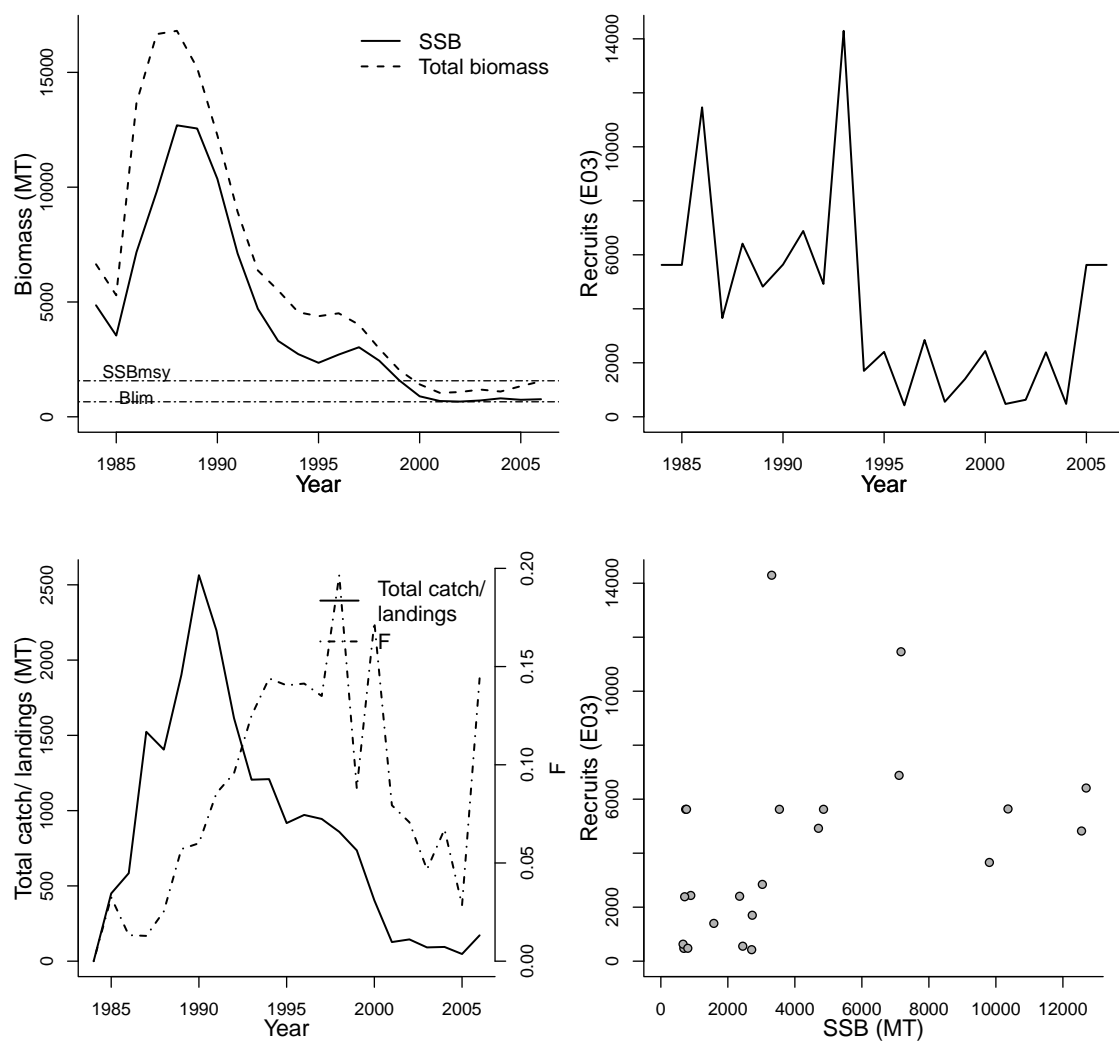 SSB
Total biomass
Biomass (MT)
15000
10000
5000
0
SSBmsy
Blim
1985 1990 1995 2000 2005
Year
Recruits (E03)
14000
10000
6000
2000
0
1985 1990 1995 2000 2005
Year
Total catch/ landings (MT)
2500
2000
1500
1000
500
0
Total catch/
landings
F
0.20
0.15
0.10
0.05
0.00
F
1985 1990 1995 2000 2005
Year
Recruits (E03)
14000
10000
6000
2000
0
0 2000 4000 6000 8000 10000 12000
SSB (MT)